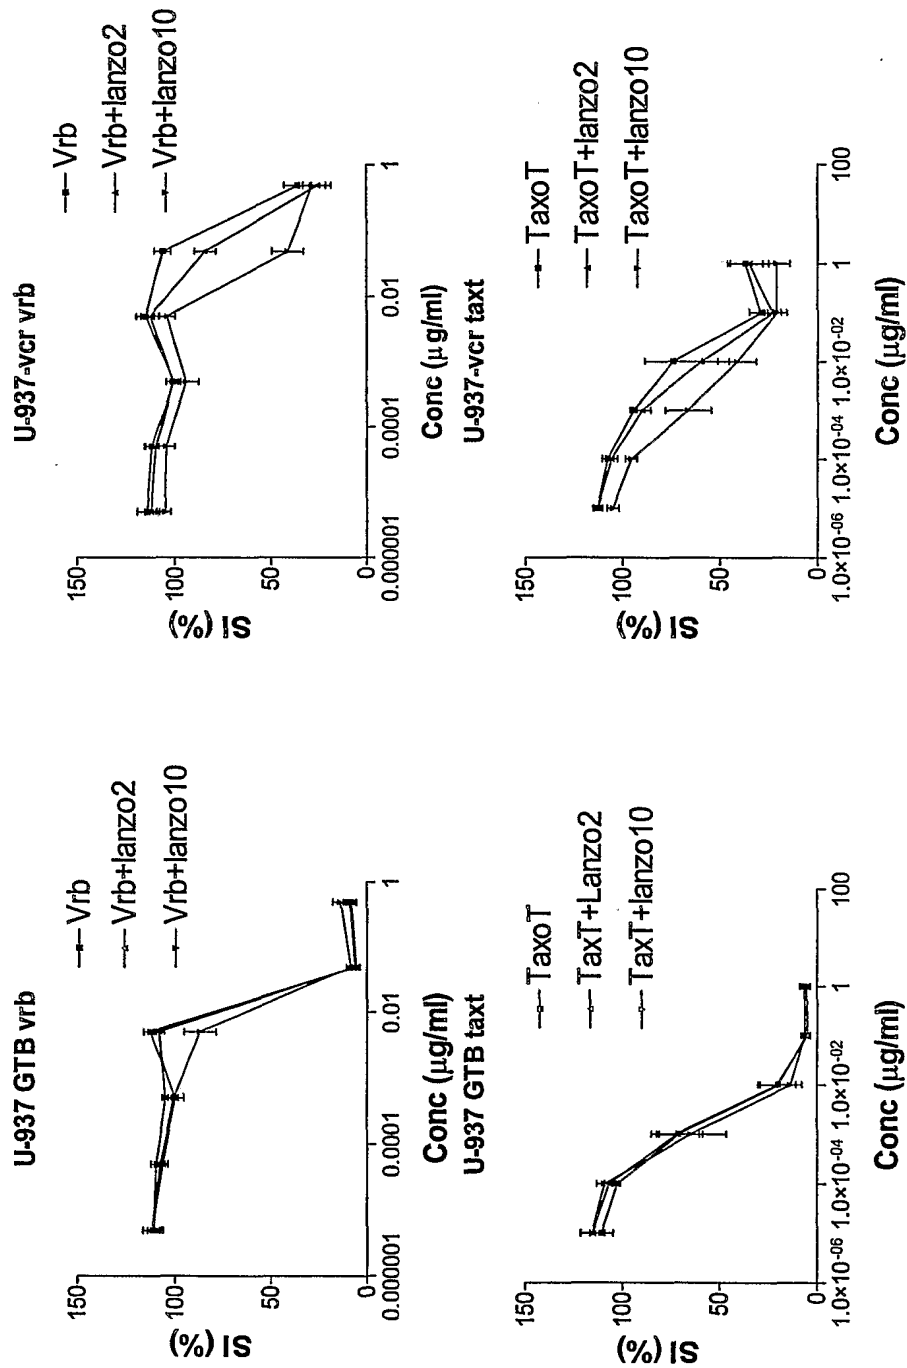 U-937 GTB vrb
Vrb
Vrb+lanzo2
Vrb+lanzo10
SI (%)
150
100
50
0
0.000001
0.0001
0.01
1
Conc (µg/ml)
U-937-vcr vrb
Vrb
Vrb+lanzo2
Vrb+lanzo10
SI (%)
150
100
50
0
0.000001
0.0001
0.01
1
Conc (µg/ml)
U-937 GTB taxt
TaxoT
TaxT+Lanzo2
TaxT+lanzo10
SI (%)
150
100
50
0
1.0×10-06
1.0×10-04
1.0×10-02
1
100
Conc (µg/ml)
U-937-vcr taxt
TaxoT
TaxoT+lanzo2
TaxoT+lanzo10
SI (%)
150
100
50
0
1.0×10-06
1.0×10-04
1.0×10-02
1
100
Conc (µg/ml)